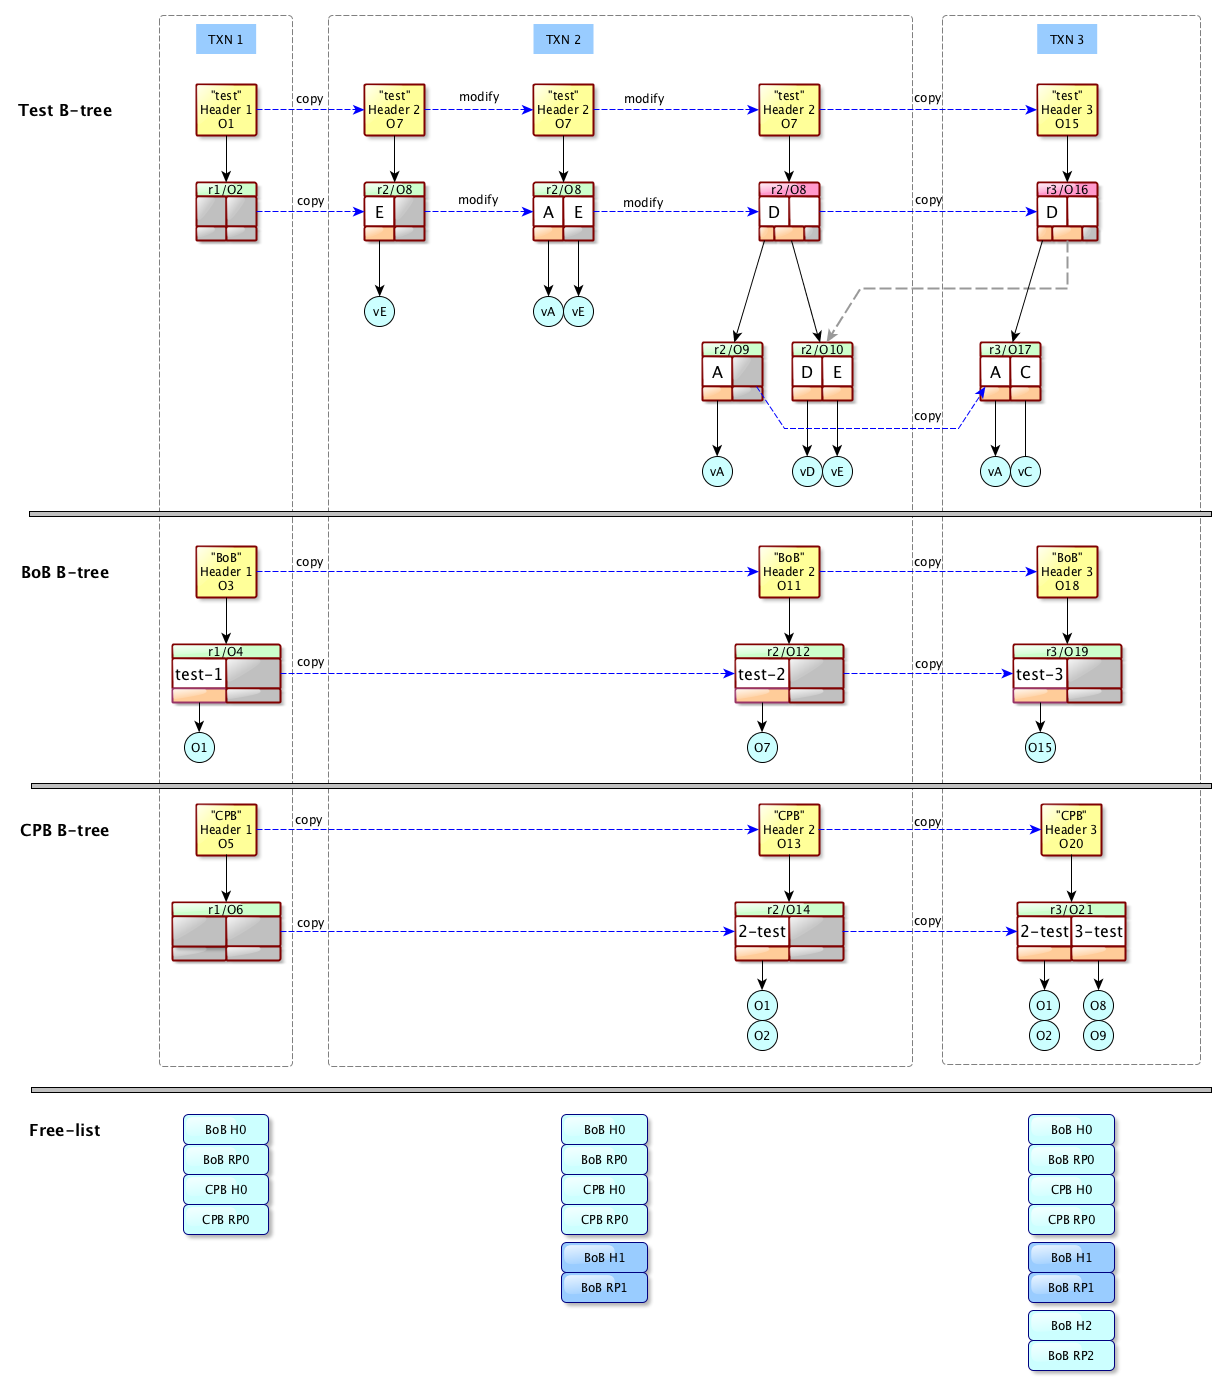 TXN 1
TXN 2
TXN 3
Test B-tree
"test"
Header 1
O1
copy
"test"
Header 2
O7
modify
"test"
Header 2
O7
modify
"test"
Header 2
O7
copy
"test"
Header 3
O15
r1/O2
copy
r2/O8
E
modify
r2/O8
A E
modify
r2/O8
D
copy
r3/O16
D
vE
vA vE
r2/O9
A
r2/O10
D E
r3/O17
A C
copy
vA
vD vE
vA vC
BoB B-tree
"BoB"
Header 1
O3
copy
"BoB"
Header 2
O11
copy
"BoB"
Header 3
O18
r1/O4
test-1
copy
r2/O12
test-2
copy
r3/O19
test-3
O1
O7
O15
CPB B-tree
"CPB"
Header 1
O5
copy
"CPB"
Header 2
O13
copy
"CPB"
Header 3
O20
r1/O6
copy
r2/O14
2-test
copy
r3/O21
2-test 3-test
O1
O2
O1
O2
O8
O9
Free-list
BoB H0
BoB RP0
CPB H0
CPB RP0
BoB H0
BoB RP0
CPB H0
CPB RP0
BoB H1
BoB RP1
BoB H0
BoB RP0
CPB H0
CPB RP0
BoB H1
BoB RP1
BoB H2
BoB RP2